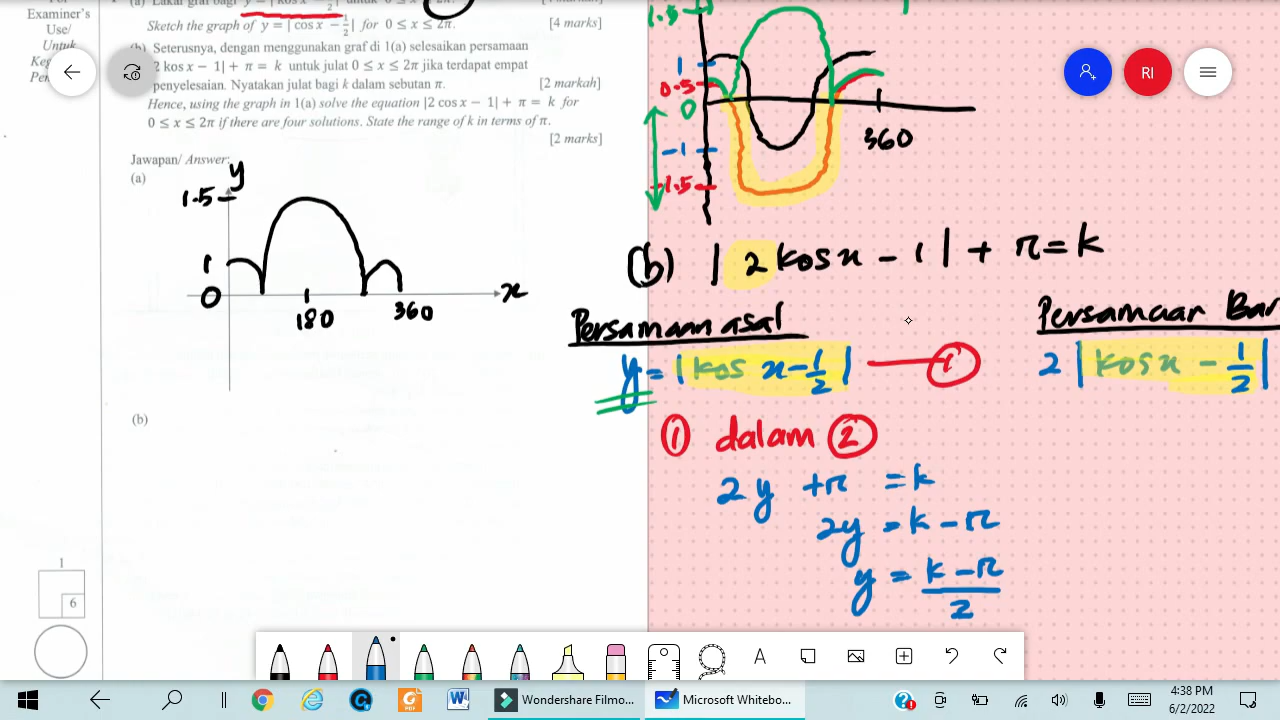 Examiner's
Use/
Untuk
Sketch the graph of y = | cos x − 1/2 | for 0 ≤ x ≤ 2π.
[4 marks]
(b) Seterusnya, dengan menggunakan graf di 1(a) selesaikan persamaan
2 kos x − 1| + π = k untuk julat 0 ≤ x ≤ 2π jika terdapat empat
penyelesaian. Nyatakan julat bagi k dalam sebutan π.
[2 markah]
Hence, using the graph in 1(a) solve the equation |2 cos x − 1| + π = k for
0 ≤ x ≤ 2π if there are four solutions. State the range of k in terms of π.
[2 marks]
Jawapan/ Answer:
(a)
y
1.5
1
0
180
360
x
(b)
1
6
1.5
1
0.5
0
-1
-1.5
360
(b) | 2 kos x - 1 | + π = k
Persamaan asal
y = | kos x - 1/2 | — 1
Persamaan Bar
2 | kos x - 1/2 |
① dalam ②
2y + π = k
2y = k - π
y = k - π / 2
RI
A
Wondershare Filmo...
Microsoft Whitebo...
4:38 PM
6/2/2022